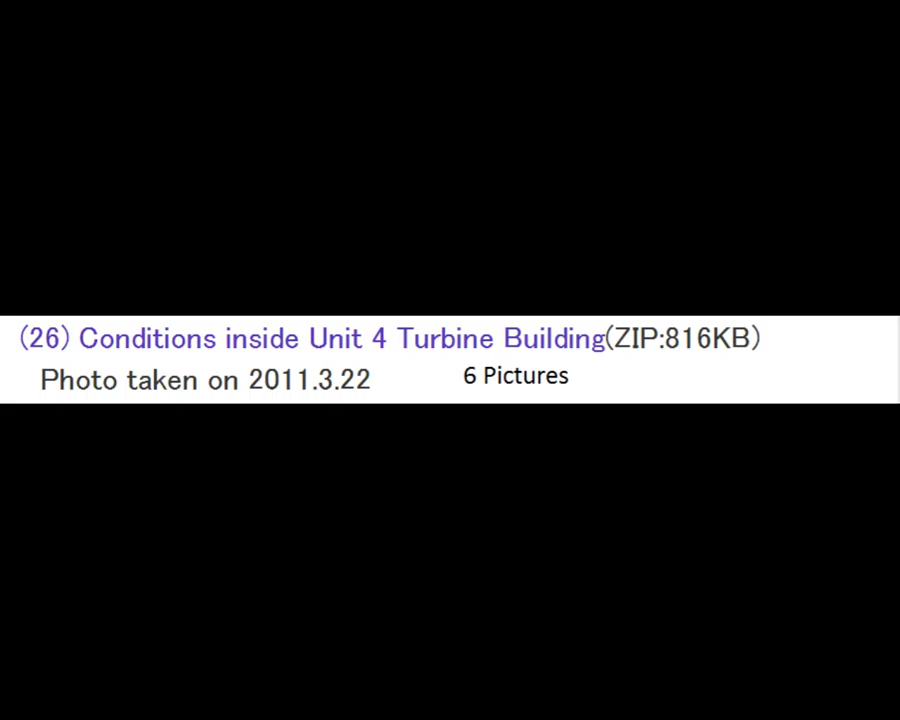 (26) Conditions inside Unit 4 Turbine Building(ZIP:816KB)
Photo taken on 2011.3.22 6 Pictures